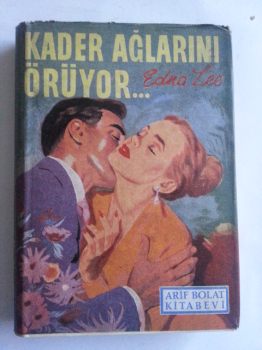 KADER AĞLARINI
ÖRÜYOR...
Edna Lee
ARİF BOLAT
KİTABEVİ